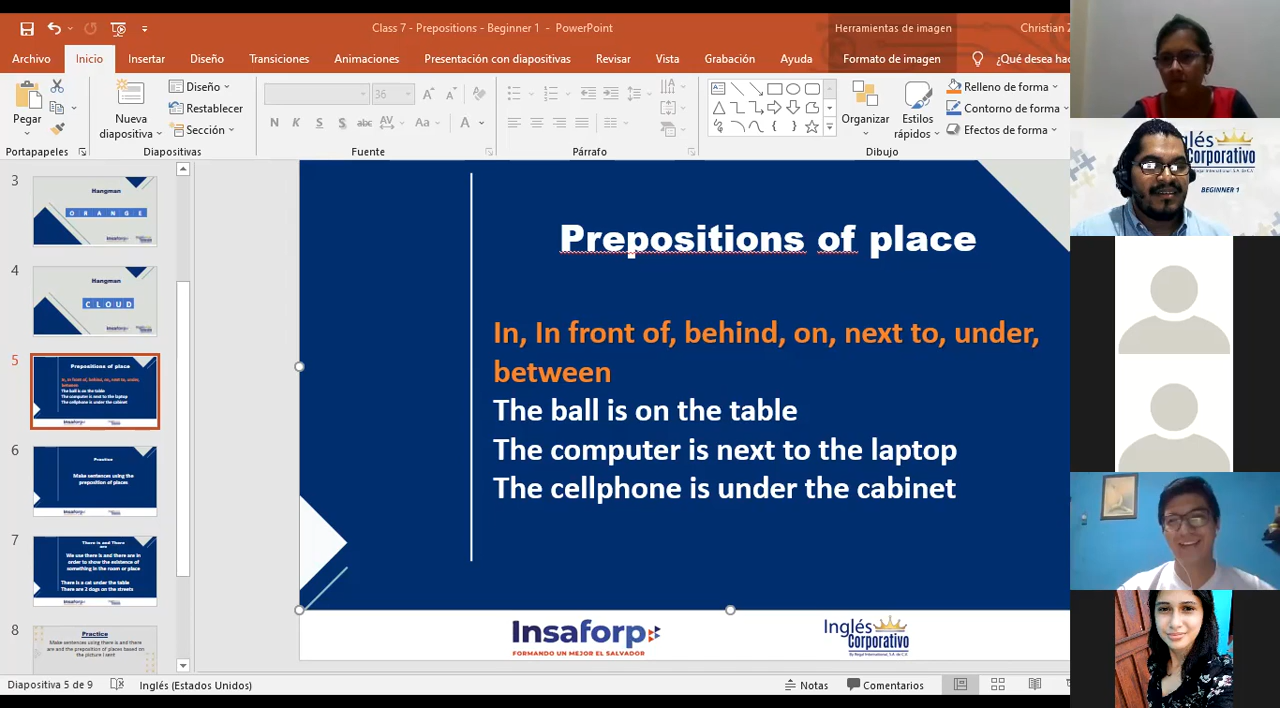 Class 7 - Prepositions - Beginner 1 - PowerPoint
Herramientas de imagen
Christian
Archivo
Inicio
Insertar
Diseño
Transiciones
Animaciones
Presentación con diapositivas
Revisar
Vista
Grabación
Ayuda
Formato de imagen
¿Qué desea hac
Pegar
Nueva
diapositiva
Diseño
Restablecer
Sección
36
N K S S abc AV Aa A
Organizar
Estilos
rápidos
Relleno de forma
Contorno de forma
Efectos de forma
Portapapeles
Diapositivas
Fuente
Párrafo
Dibujo
3
Hangman
O R A N G E
4
Hangman
C L O U D
5
Prepositions of place
In, In front of, behind, on, next to, under,
between
The ball is on the table
The computer is next to the laptop
The cellphone is under the cabinet
6
Practice
Make sentences using the
preposition of places
7
There is and There
are
We use there is and there are in
order to show the existence of
something in the room or place
There is a cat under the table
There are 2 dogs on the streets
8
Practice
Make sentences using there is and there
are and the prepositions of places based on
the picture I sent
Prepositions of place
In, In front of, behind, on, next to, under,
between
The ball is on the table
The computer is next to the laptop
The cellphone is under the cabinet
Insaforp
FORMANDO UN MEJOR EL SALVADOR
Inglés
Corporativo
By Regal International, S.A. de C.V.
Diapositiva 5 de 9
Inglés (Estados Unidos)
Notas
Comentarios
glés
Corporativo
BEGINNER 1